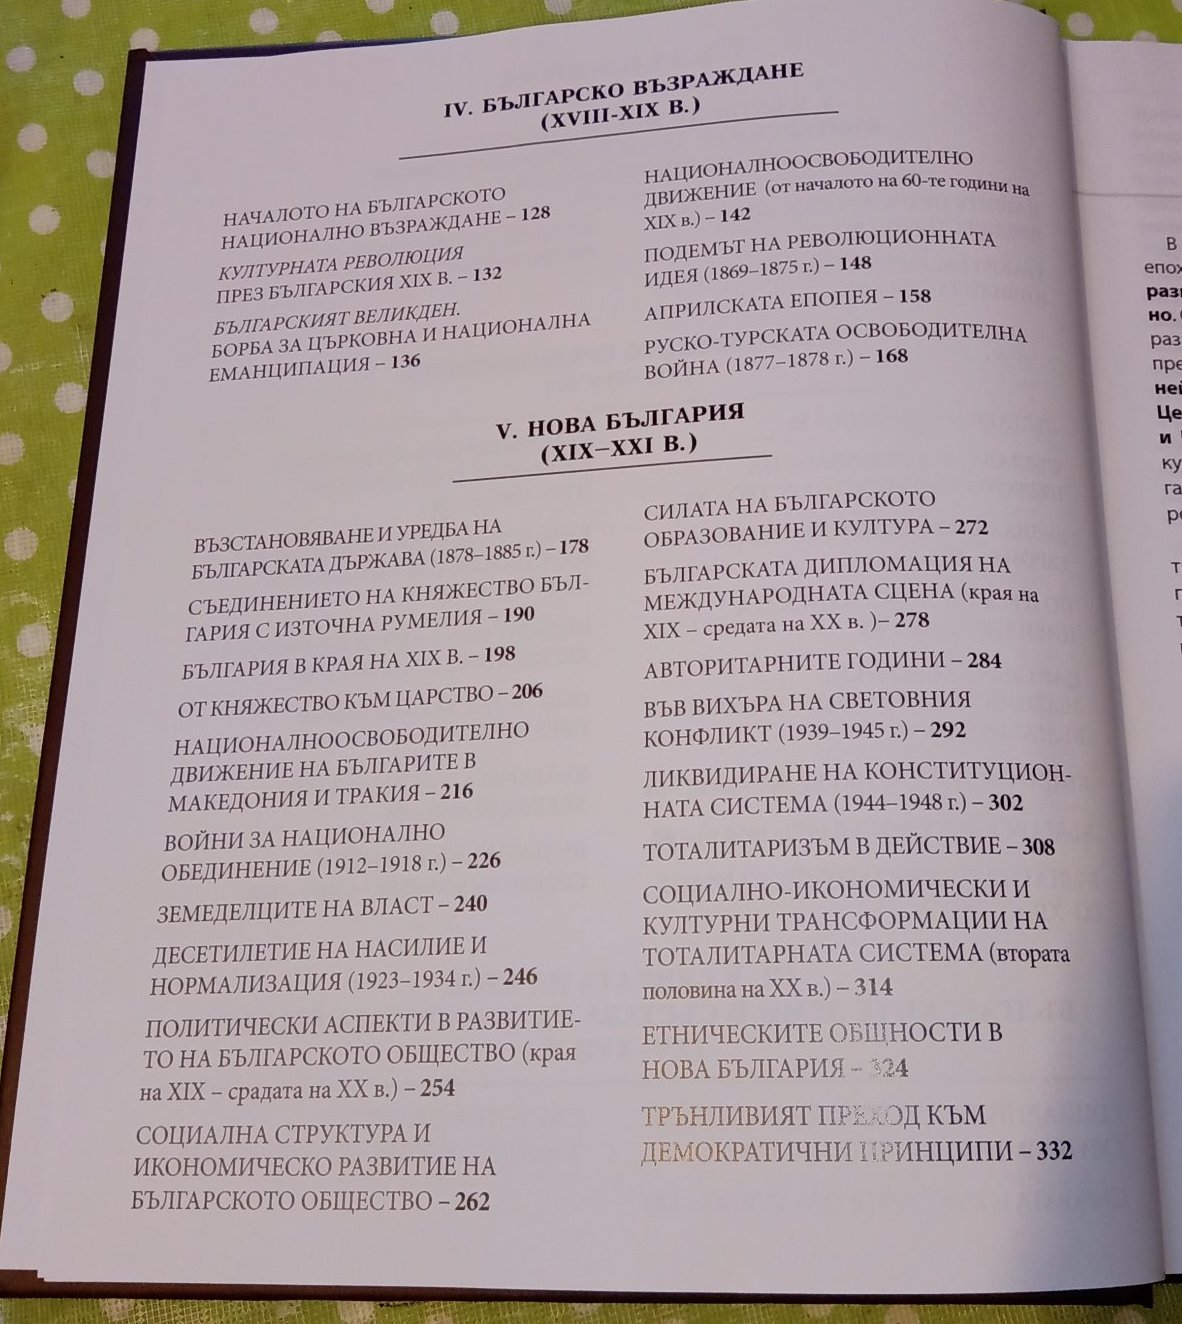 IV. БЪЛГАРСКО ВЪЗРАЖДАНЕ
(XVIII-XIX В.)
НАЧАЛОТО НА БЪЛГАРСКОТО
НАЦИОНАЛНО ВЪЗРАЖДАНЕ – 128
КУЛТУРНАТА РЕВОЛЮЦИЯ
ПРЕЗ БЪЛГАРСКИЯ XIX В. – 132
БЪЛГАРСКИЯТ ВЕЛИКДЕН.
БОРБА ЗА ЦЪРКОВНА И НАЦИОНАЛНА
ЕМАНЦИПАЦИЯ – 136
НАЦИОНАЛНООСВОБОДИТЕЛНО
ДВИЖЕНИЕ (от началото на 60-те години на
XIX в.) – 142
ПОДЕМЪТ НА РЕВОЛЮЦИОННАТА
ИДЕЯ (1869–1875 г.) – 148
АПРИЛСКАТА ЕПОПЕЯ – 158
РУСКО-ТУРСКАТА ОСВОБОДИТЕЛНА
ВОЙНА (1877–1878 г.) – 168
V. НОВА БЪЛГАРИЯ
(XIX–XXI В.)
ВЪЗСТАНОВЯВАНЕ И УРЕДБА НА
БЪЛГАРСКАТА ДЪРЖАВА (1878–1885 г.) – 178
СЪЕДИНЕНИЕТО НА КНЯЖЕСТВО БЪЛ-
ГАРИЯ С ИЗТОЧНА РУМЕЛИЯ – 190
БЪЛГАРИЯ В КРАЯ НА XIX В. – 198
ОТ КНЯЖЕСТВО КЪМ ЦАРСТВО – 206
НАЦИОНАЛНООСВОБОДИТЕЛНО
ДВИЖЕНИЕ НА БЪЛГАРИТЕ В
МАКЕДОНИЯ И ТРАКИЯ – 216
ВОЙНИ ЗА НАЦИОНАЛНО
ОБЕДИНЕНИЕ (1912–1918 г.) – 226
ЗЕМЕДЕЛЦИТЕ НА ВЛАСТ – 240
ДЕСЕТИЛЕТИЕ НА НАСИЛИЕ И
НОРМАЛИЗАЦИЯ (1923–1934 г.) – 246
ПОЛИТИЧЕСКИ АСПЕКТИ В РАЗВИТИЕ-
ТО НА БЪЛГАРСКОТО ОБЩЕСТВО (края
на XIX – срадата на XX в.) – 254
СОЦИАЛНА СТРУКТУРА И
ИКОНОМИЧЕСКО РАЗВИТИЕ НА
БЪЛГАРСКОТО ОБЩЕСТВО – 262
СИЛАТА НА БЪЛГАРСКОТО
ОБРАЗОВАНИЕ И КУЛТУРА – 272
БЪЛГАРСКАТА ДИПЛОМАЦИЯ НА
МЕЖДУНАРОДНАТА СЦЕНА (края на
XIX – средата на XX в. )– 278
АВТОРИТАРНИТЕ ГОДИНИ – 284
ВЪВ ВИХЪРА НА СВЕТОВНИЯ
КОНФЛИКТ (1939–1945 г.) – 292
ЛИКВИДИРАНЕ НА КОНСТИТУЦИОН-
НАТА СИСТЕМА (1944–1948 г.) – 302
ТОТАЛИТАРИЗЪМ В ДЕЙСТВИЕ – 308
СОЦИАЛНО-ИКОНОМИЧЕСКИ И
КУЛТУРНИ ТРАНСФОРМАЦИИ НА
ТОТАЛИТАРНАТА СИСТЕМА (втората
половина на XX в.) – 314
ЕТНИЧЕСКИТЕ ОБЩНОСТИ В
НОВА БЪЛГАРИЯ – 324
ТРЪНЛИВИЯТ ПРЕХОД КЪМ
ДЕМОКРАТИЧНИ ПРИНЦИПИ – 332